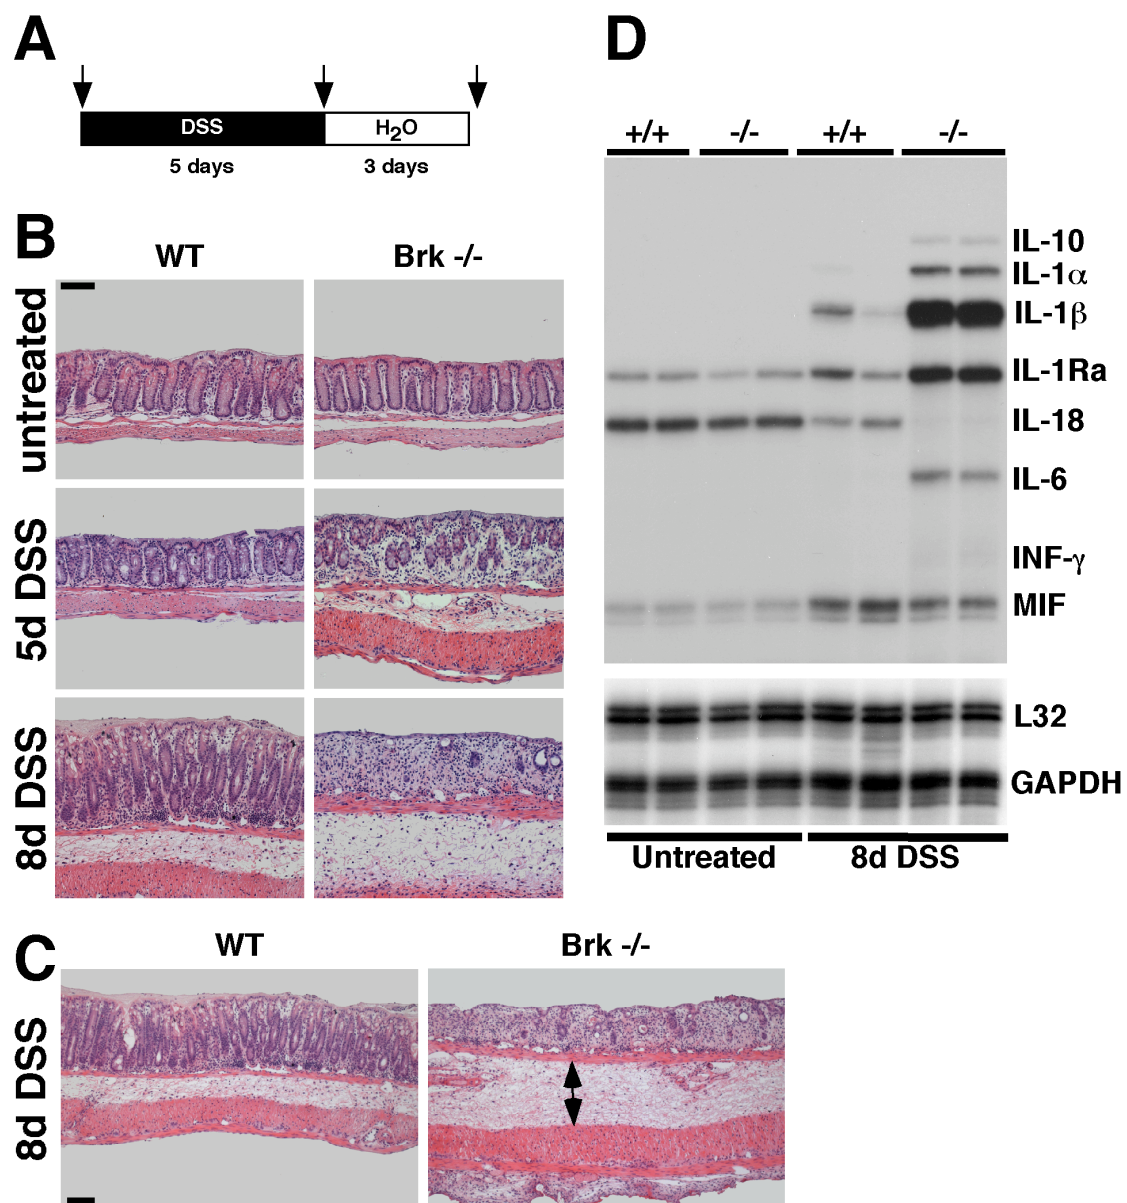 A
DSS
H2O
5 days
3 days
B
WT
Brk -/-
untreated
5d DSS
8d DSS
C
WT
Brk -/-
8d DSS
D
+/+
-/-
+/+
-/-
IL-10
IL-1α
IL-1β
IL-1Ra
IL-18
IL-6
INF-γ
MIF
L32
GAPDH
Untreated
8d DSS